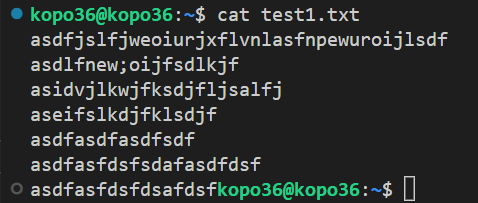 kopo36@kopo36:~$ cat test1.txt
asdfjslfjweoiurjxflvnlasfnpewuroijlsdf
asdlfnew;oijfsdlkjf
asidvjlkwjfksdjfljsalfj
aseifslkdjfklsdjf
asdfasdfasdfsdf
asdfasfdsfsdafasdfdsf
asdfasfdsfdsafdsfkopo36@kopo36:~$